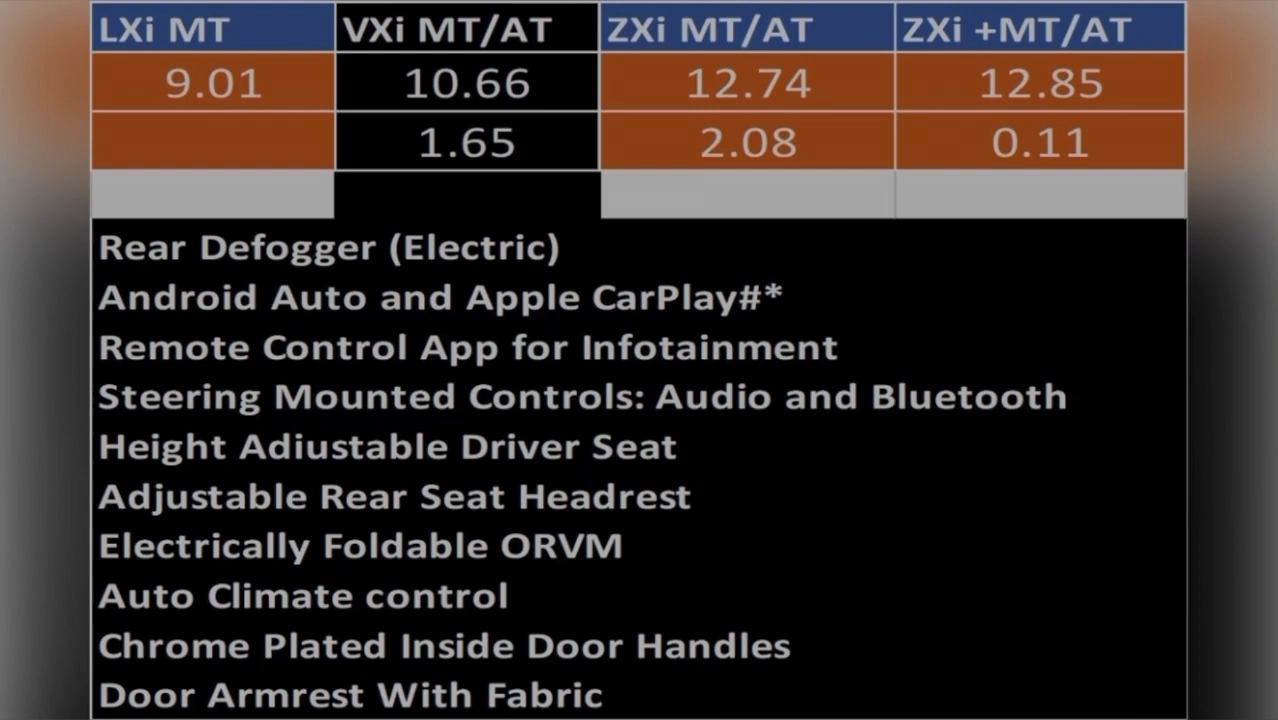 LXi MT VXi MT/AT ZXi MT/AT ZXi +MT/AT
9.01 10.66 12.74 12.85
1.65 2.08 0.11
Rear Defogger (Electric)
Android Auto and Apple CarPlay#*
Remote Control App for Infotainment
Steering Mounted Controls: Audio and Bluetooth
Height Adiustable Driver Seat
Adjustable Rear Seat Headrest
Electrically Foldable ORVM
Auto Climate control
Chrome Plated Inside Door Handles
Door Armrest With Fabric